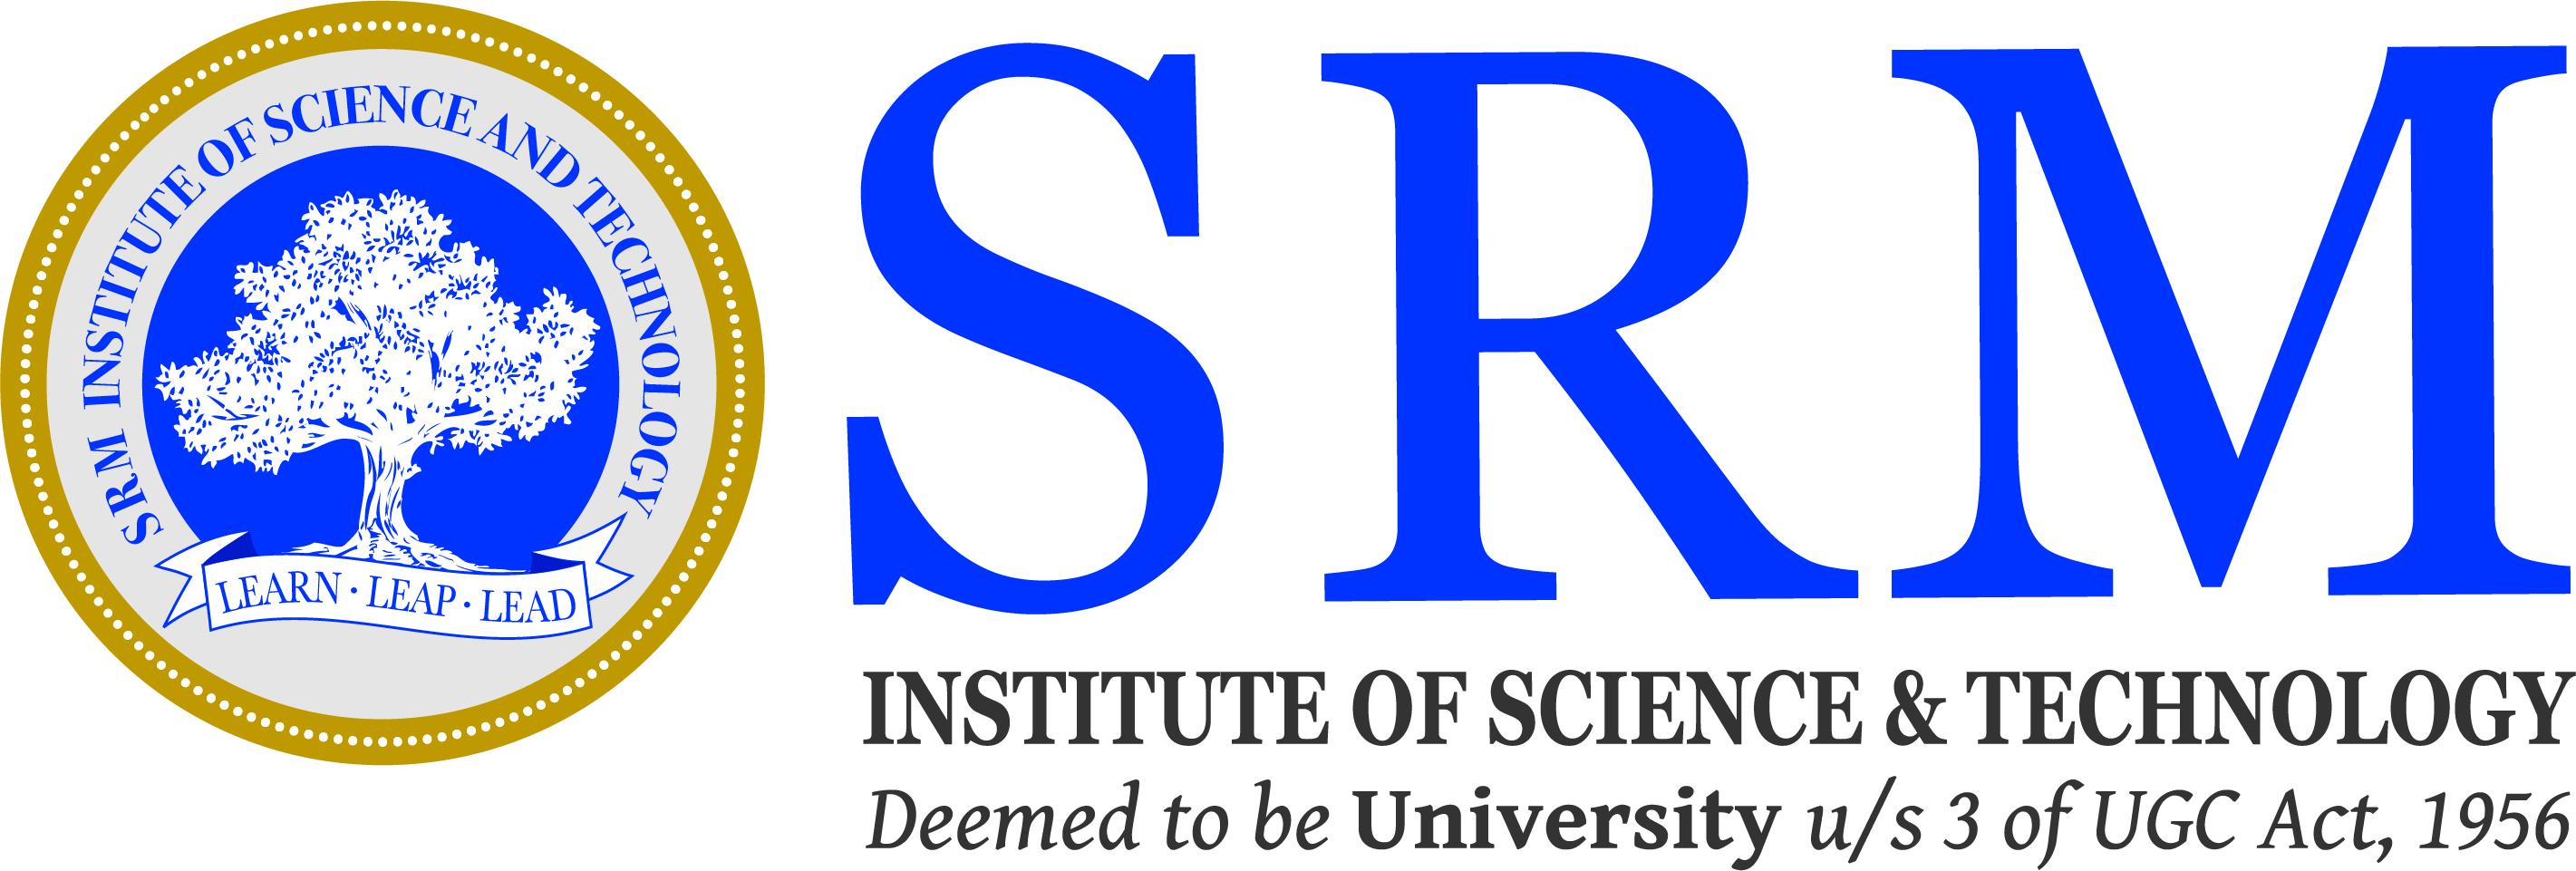 SRM INSTITUTE OF SCIENCE AND TECHNOLOGY
LEARN · LEAP · LEAD
SRM
INSTITUTE OF SCIENCE & TECHNOLOGY
Deemed to be University u/s 3 of UGC Act, 1956